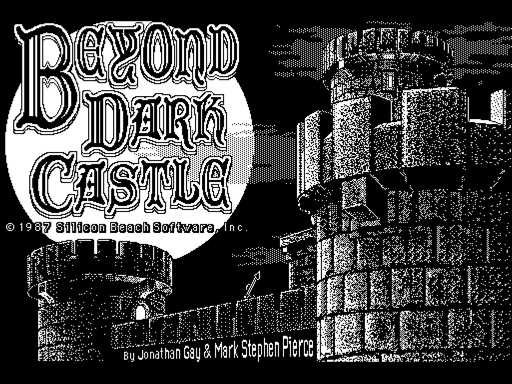 BEYOND
DARK
CASTLE
© 1987 Silicon Beach Software, Inc.
By Jonathan Gay & Mark Stephen Pierce